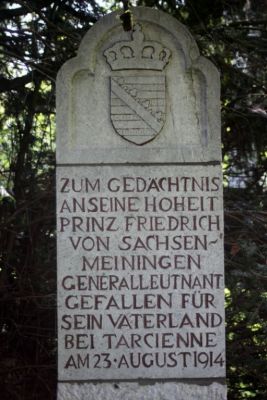 ZUM GEDÄCHTNIS
AN SEINE HOHEIT
PRINZ FRIEDRICH
VON SACHSEN-
MEININGEN
GENERALLEUTNANT
GEFALLEN FÜR
SEIN VATERLAND
BEI TARCIENNE
AM 23·AUGUST 1914